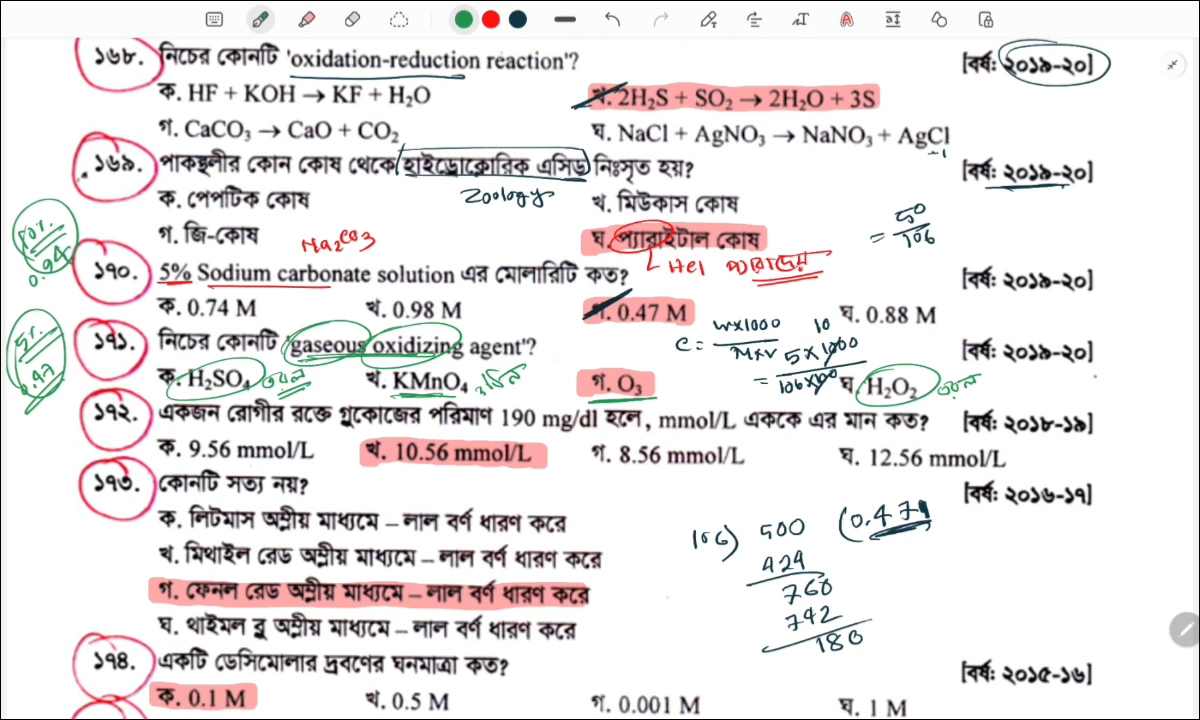 ১৬৮. নিচের কোনটি 'oxidation-reduction reaction'? [বর্ষ: ২০১৯-২০]
ক. HF + KOH → KF + H₂O খ. 2H₂S + SO₂ → 2H₂O + 3S
গ. CaCO₃ → CaO + CO₂ ঘ. NaCl + AgNO₃ → NaNO₃ + AgCl
১৬৯. পাকস্থলীর কোন কোষ থেকে হাইড্রোক্লোরিক এসিড নিঃসৃত হয়? [বর্ষ: ২০১৯-২০]
Zoology
ক. পেপটিক কোষ খ. মিউকাস কোষ
গ. জি-কোষ ঘ. প্যারাইটাল কোষ
Na₂CO₃
= 50/106
10%
0.94
HCl
১৭০. 5% Sodium carbonate solution এর মোলারিটি কত? [বর্ষ: ২০১৯-২০]
ক. 0.74 M খ. 0.98 M গ. 0.47 M ঘ. 0.88 M
5%
0.47
C = W×1000/M×V
= 5×1000/106×100
10
১৭১. নিচের কোনটি 'gaseous oxidizing agent'? [বর্ষ: ২০১৯-২০]
ক. H₂SO₄ তরল খ. KMnO₄ গ. O₃ ঘ. H₂O₂ তরল
১৭২. একজন রোগীর রক্তে গ্লুকোজের পরিমাণ 190 mg/dl হলে, mmol/L এককে এর মান কত? [বর্ষ: ২০১৮-১৯]
ক. 9.56 mmol/L খ. 10.56 mmol/L গ. 8.56 mmol/L ঘ. 12.56 mmol/L
১৭৩. কোনটি সত্য নয়? [বর্ষ: ২০১৬-১৭]
ক. লিটমাস অম্লীয় মাধ্যমে – লাল বর্ণ ধারণ করে
খ. মিথাইল রেড অম্লীয় মাধ্যমে – লাল বর্ণ ধারণ করে
গ. ফেনল রেড অম্লীয় মাধ্যমে – লাল বর্ণ ধারণ করে
ঘ. থাইমল ব্লু অম্লীয় মাধ্যমে – লাল বর্ণ ধারণ করে
106) 500 (0.471
424
760
742
180
১৭৪. একটি ডেসিমোলার দ্রবণের ঘনমাত্রা কত? [বর্ষ: ২০১৫-১৬]
ক. 0.1 M খ. 0.5 M গ. 0.001 M ঘ. 1 M